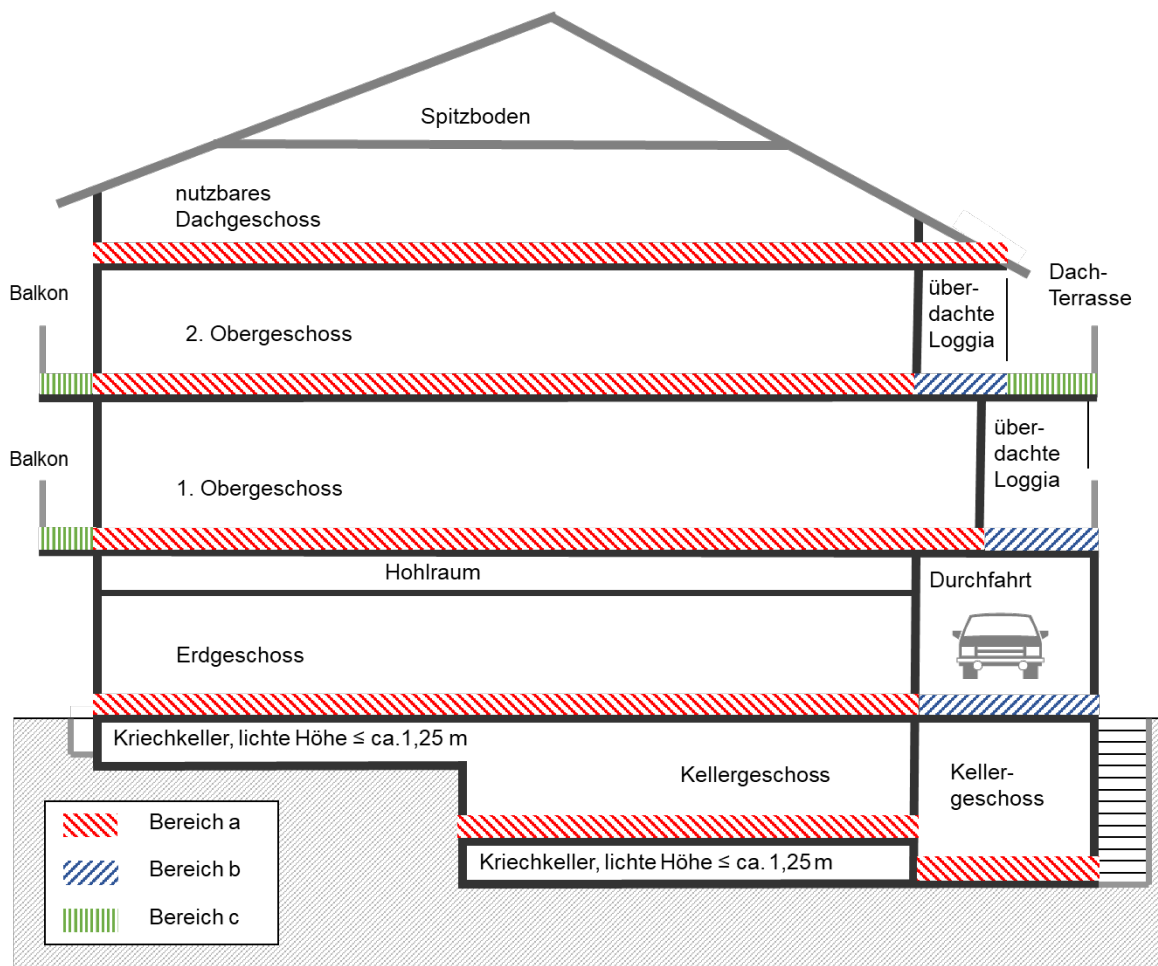 Spitzboden
nutzbares
Dachgeschoss
Balkon
2. Obergeschoss
über-
dachte
Loggia
Dach-
Terrasse
Balkon
1. Obergeschoss
über-
dachte
Loggia
Hohlraum
Durchfahrt
Erdgeschoss
Kriechkeller, lichte Höhe ≤ ca.1,25 m
Kellergeschoss
Keller-
geschoss
Kriechkeller, lichte Höhe ≤ ca. 1,25 m
Bereich a
Bereich b
Bereich c